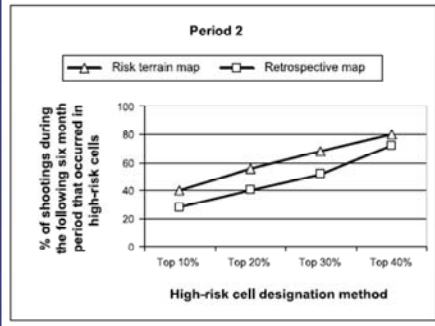 Period 2
Risk terrain map
Retrospective map
% of shootings during
the following six month
period that occurred in
high-risk cells
100
80
60
40
20
0
Top 10% Top 20% Top 30% Top 40%
High-risk cell designation method